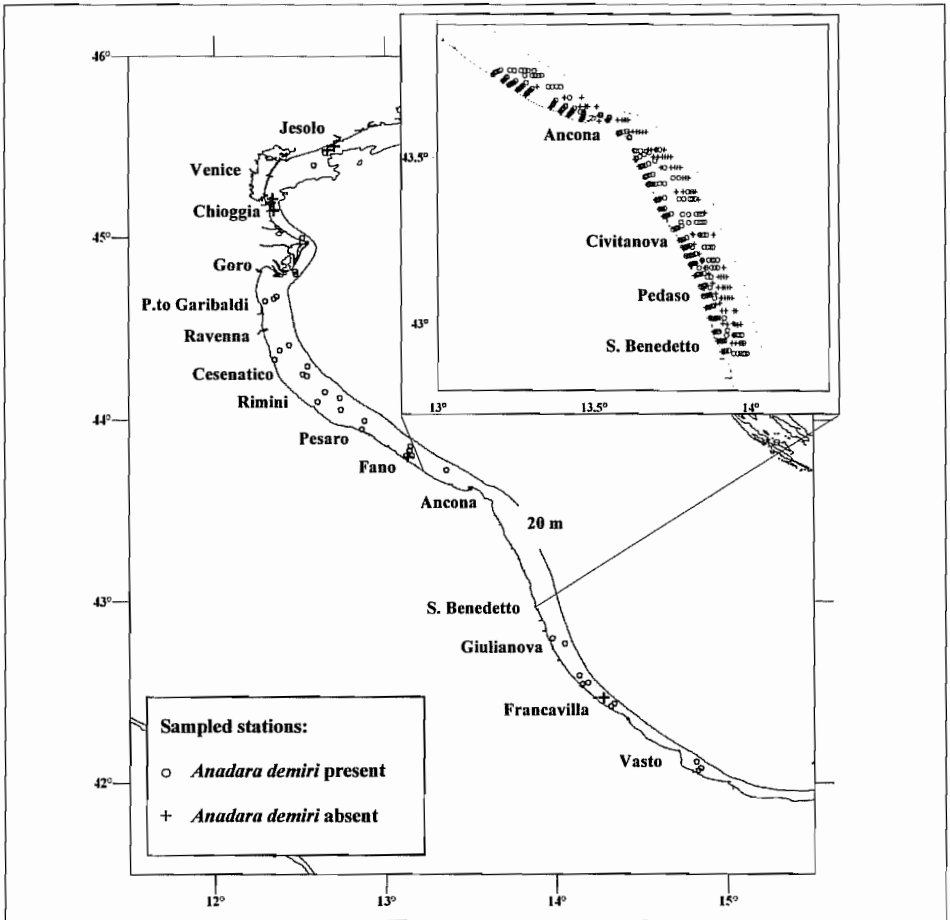 46°
Jesolo
Venice
Chioggia
45°
Goro
P.to Garibaldi
Ravenna
Cesenatico
Rimini
44°
Pesaro
Fano
Ancona
20 m
43°
S. Benedetto
Giulianova
Francavilla
Vasto
42°
12°
13°
14°
15°
Ancona
43.5°
Civitanova
Pedaso
43°
S. Benedetto
13°
13.5°
14°
Sampled stations:
Anadara demiri present
Anadara demiri absent